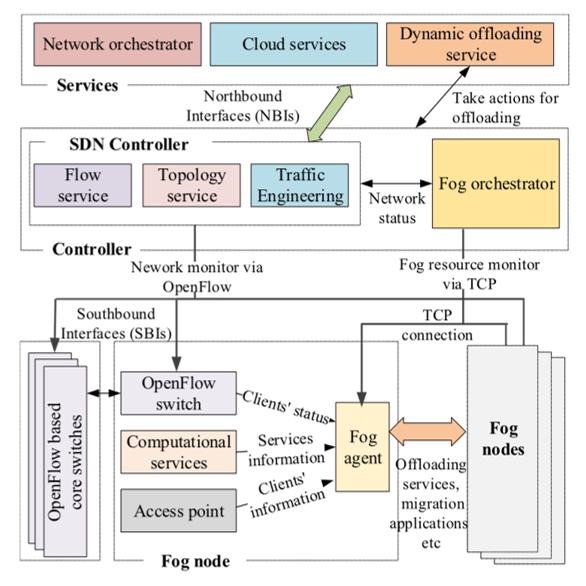 Network orchestrator
Cloud services
Dynamic offloading
service
Services
Northbound
Interfaces (NBIs)
Take actions for
offloading
SDN Controller
Flow
service
Topology
service
Traffic
Engineering
Fog orchestrator
Network
status
Controller
Nework monitor via
OpenFlow
Fog resource monitor
via TCP
Southbound
Interfaces (SBIs)
TCP
connection
OpenFlow based
core switches
OpenFlow
switch
Clients' status
Computational
services
Services
information
Fog
agent
Fog
nodes
Access point
Clients'
information
Offloading
services,
migration
applications
etc
Fog node